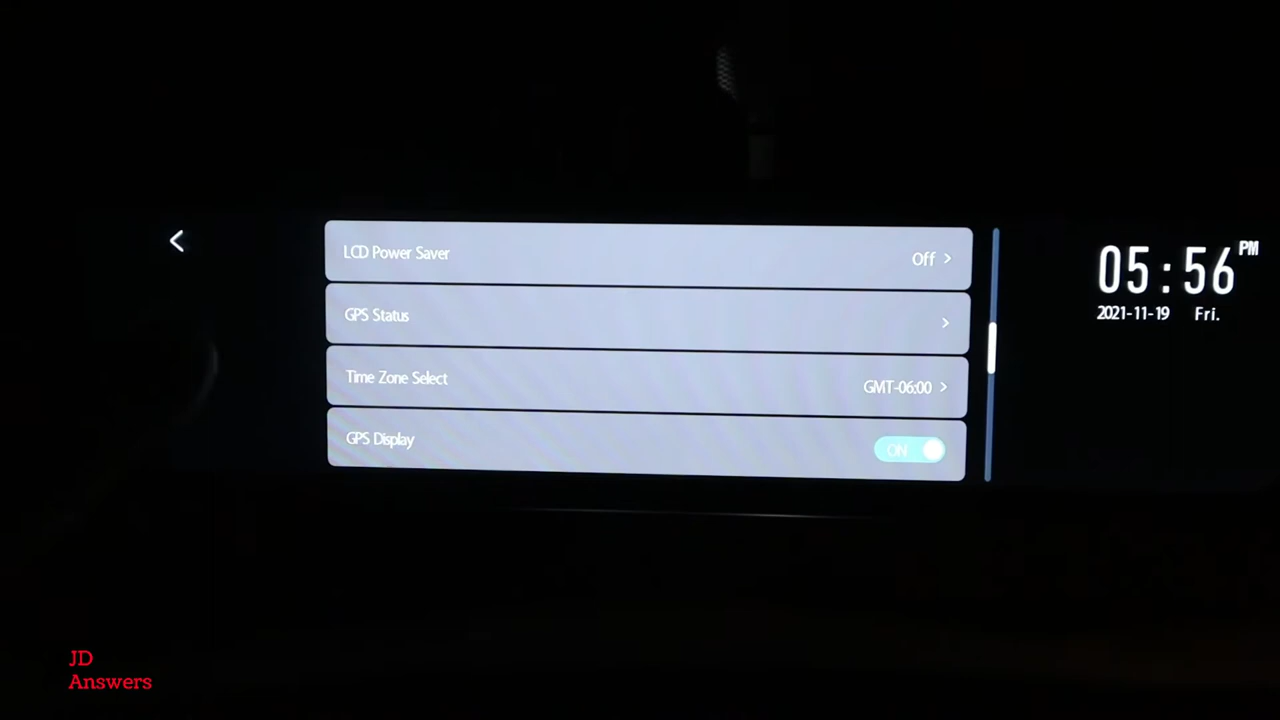 LCD Power Saver Off >
GPS Status >
Time Zone Select GMT-06:00 >
GPS Display ON
05:56 PM
2021-11-19 Fri.
JD
Answers